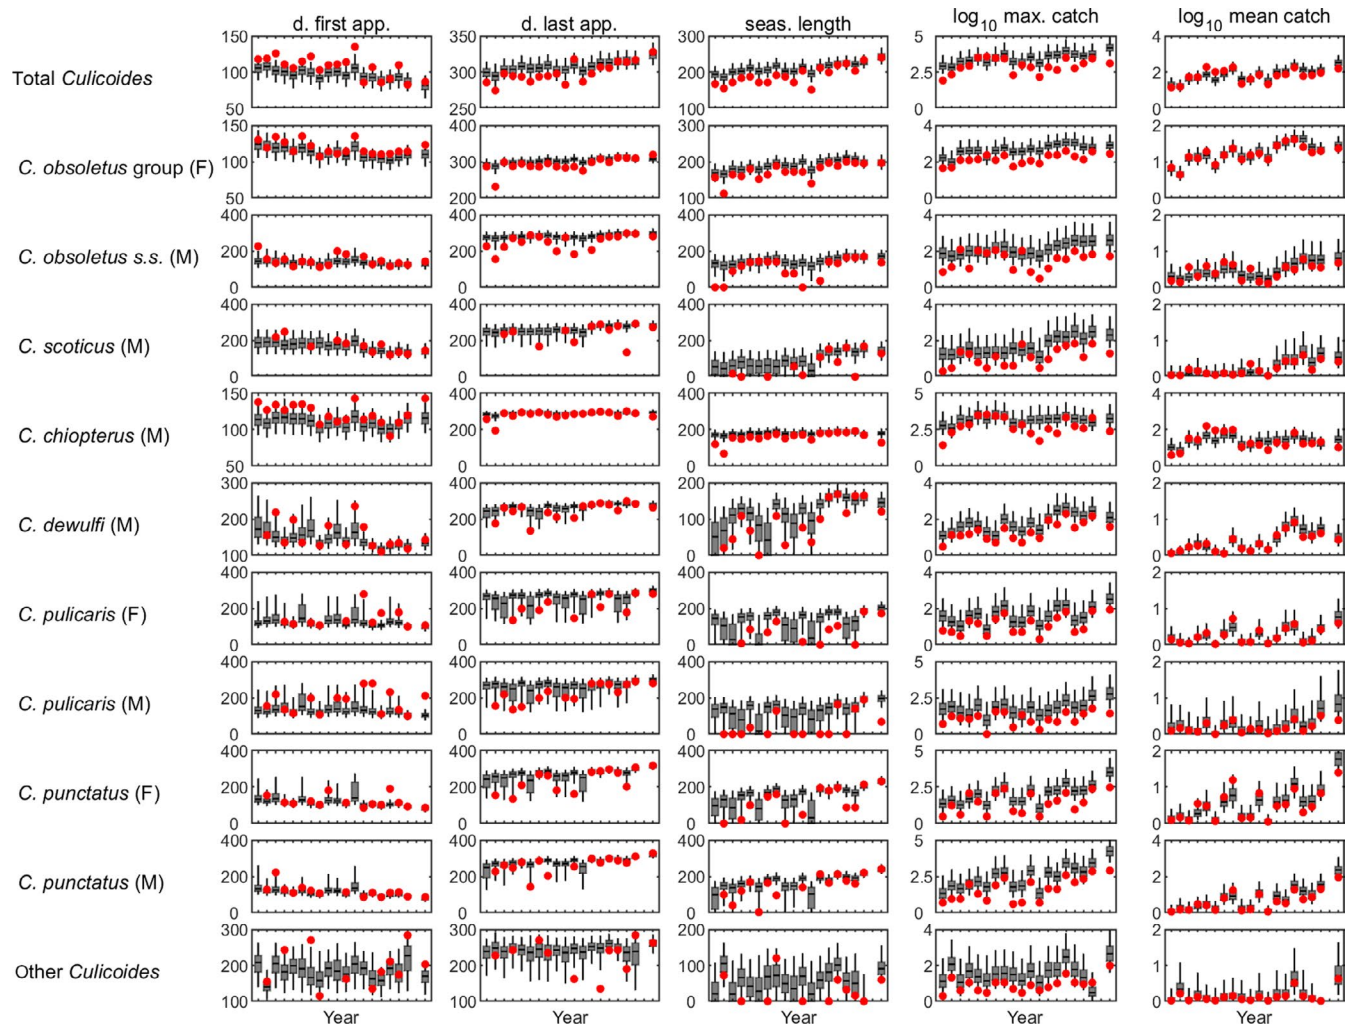 d. first app. d. last app. seas. length log10 max. catch log10 mean catch
Total Culicoides
150 100 50
350 300 250
300 200 100
5 2.5 0
4 2 0
C. obsoletus group (F)
150 100 50
400 300 200
300 200 100
4 2 0
2 1 0
C. obsoletus s.s. (M)
400 200 0
400 200 0
400 200 0
4 2 0
2 1 0
C. scoticus (M)
400 200 0
400 200 0
400 200 0
4 2 0
2 1 0
C. chiopterus (M)
150 100 50
400 200 0
400 200 0
5 2.5 0
4 2 0
C. dewulfi (M)
300 200 100
400 200 0
200 100 0
4 2 0
2 1 0
C. pulicaris (F)
400 200 0
400 200 0
400 200 0
4 2 0
2 1 0
C. pulicaris (M)
400 200 0
400 200 0
400 200 0
5 2.5 0
2 1 0
C. punctatus (F)
400 200 0
400 200 0
400 200 0
5 2.5 0
2 1 0
C. punctatus (M)
400 200 0
400 200 0
400 200 0
5 2.5 0
4 2 0
Other Culicoides
300 200 100
300 200 100
200 100 0
4 2 0
2 1 0
Year Year Year Year Year